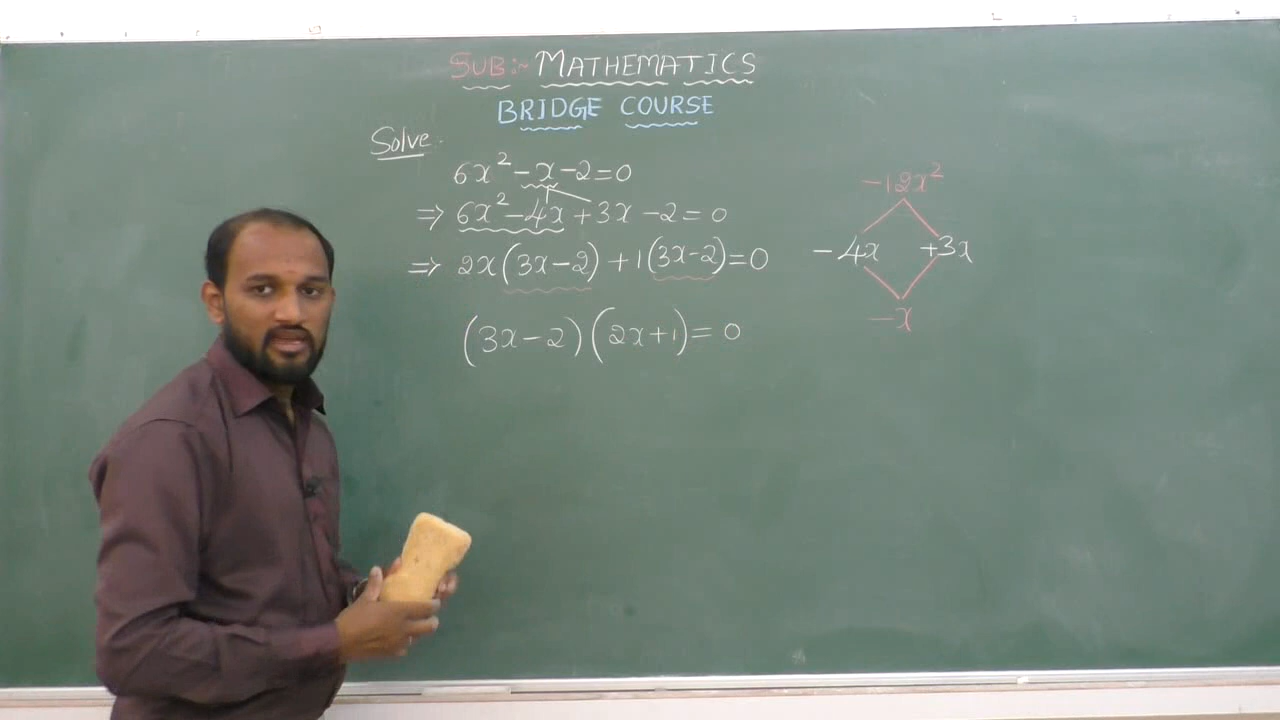 SUB:- MATHEMATICS
BRIDGE COURSE
Solve.
6x² - x - 2 = 0
⇒ 6x² - 4x + 3x - 2 = 0
⇒ 2x(3x - 2) + 1(3x - 2) = 0
(3x - 2)(2x + 1) = 0
-12x²
-4x +3x
-x